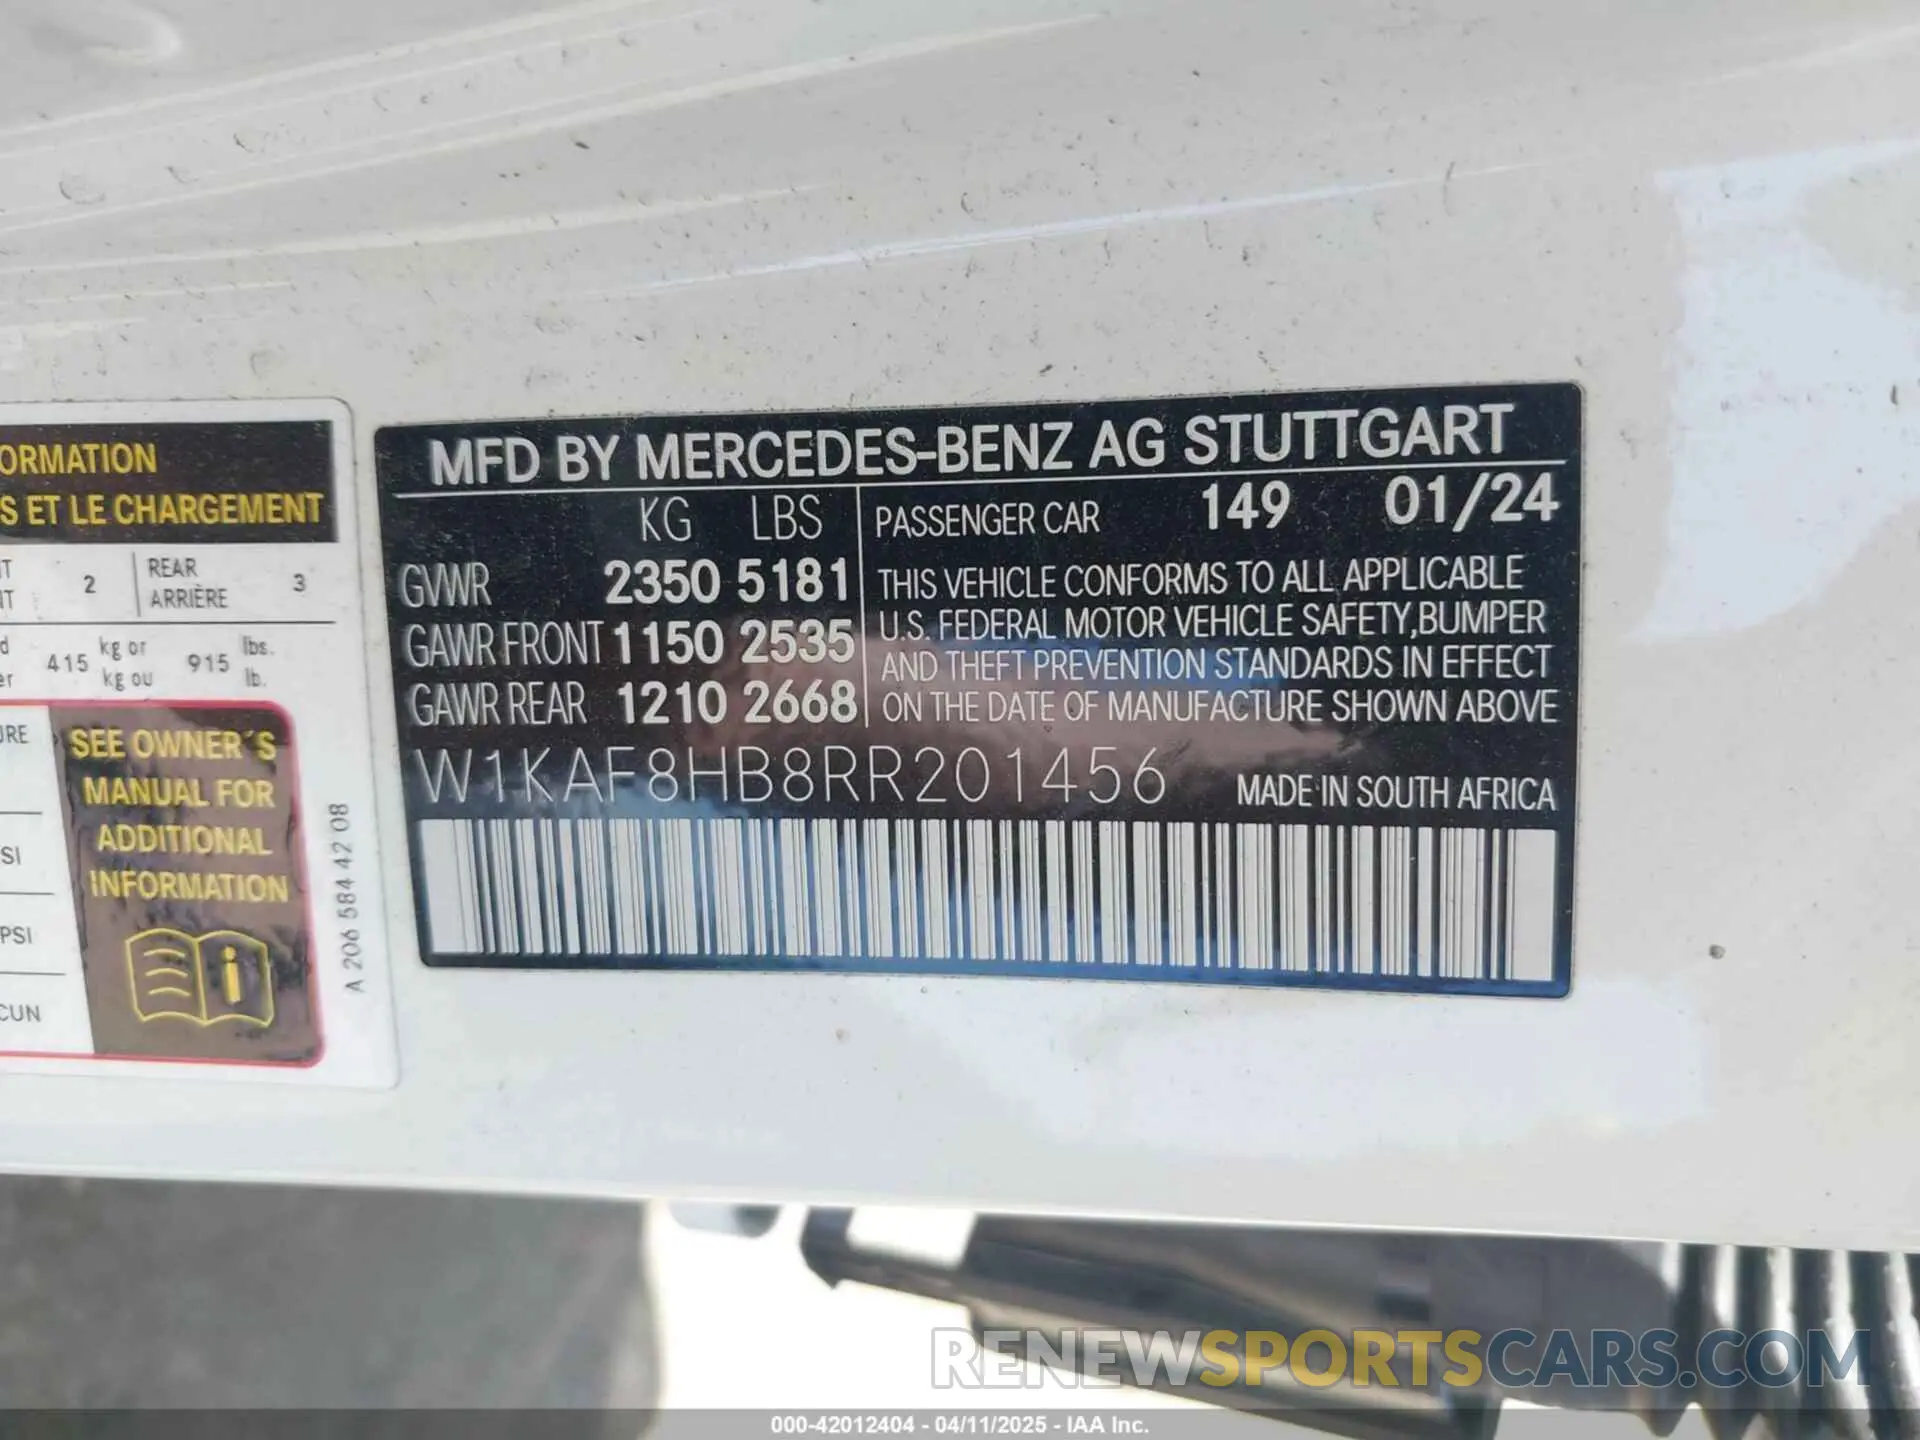 ORMATION
S ET LE CHARGEMENT
2 REAR 3
ARRIÈRE
415 kg or 915 lbs.
kg ou lb.
SEE OWNER´S
MANUAL FOR
ADDITIONAL
INFORMATION
PSI
CUN
A 206 584 42 08
MFD BY MERCEDES-BENZ AG STUTTGART
KG LBS PASSENGER CAR 149 01/24
GVWR 2350 5181
GAWR FRONT 1150 2535
GAWR REAR 1210 2668
THIS VEHICLE CONFORMS TO ALL APPLICABLE
U.S. FEDERAL MOTOR VEHICLE SAFETY,BUMPER
AND THEFT PREVENTION STANDARDS IN EFFECT
ON THE DATE OF MANUFACTURE SHOWN ABOVE
W1KAF8HB8RR201456 MADE IN SOUTH AFRICA
RENEWSPORTSCARS.COM
000-42012404 - 04/11/2025 - IAA Inc.